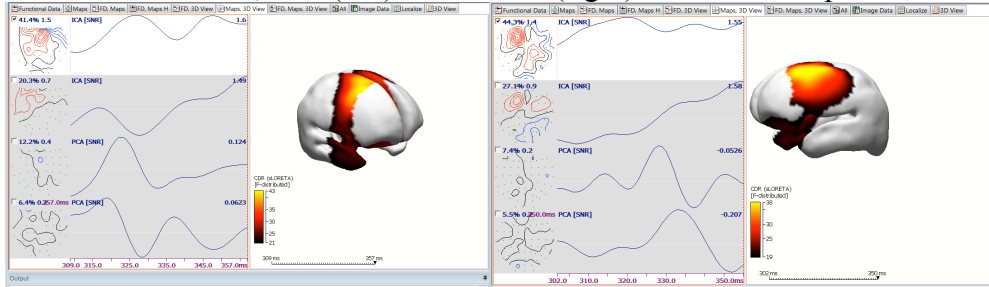 Functional Data Maps FD, Maps FD, Maps H FD, 3D View Maps, 3D View FD, Maps, 3D View All Image Data Localize 3D View
41.4% 1.5 ICA [SNR] 1.6
20.3% 0.7 ICA [SNR] 1.49
12.2% 0.4 PCA [SNR] 0.124
6.4% 0.2 57.0ms PCA [SNR] 0.0623
309.0 315.0 325.0 335.0 345.0 357.0ms
CDR (sLORETA)
[F-distributed]
43
35
30
25
21
309 ms 357 ms
Output
Functional Data Maps FD, Maps FD, Maps H FD, 3D View Maps, 3D View FD, Maps, 3D View All Image Data Localize 3D View
44.3% 1.4 ICA [SNR] 1.55
27.1% 0.9 ICA [SNR] 1.58
7.4% 0.2 PCA [SNR] -0.0526
5.5% 0.2 50.0ms PCA [SNR] -0.207
302.0 310.0 320.0 330.0 350.0ms
CDR (sLORETA)
[F-distributed]
38
35
30
25
19
302 ms 350 ms